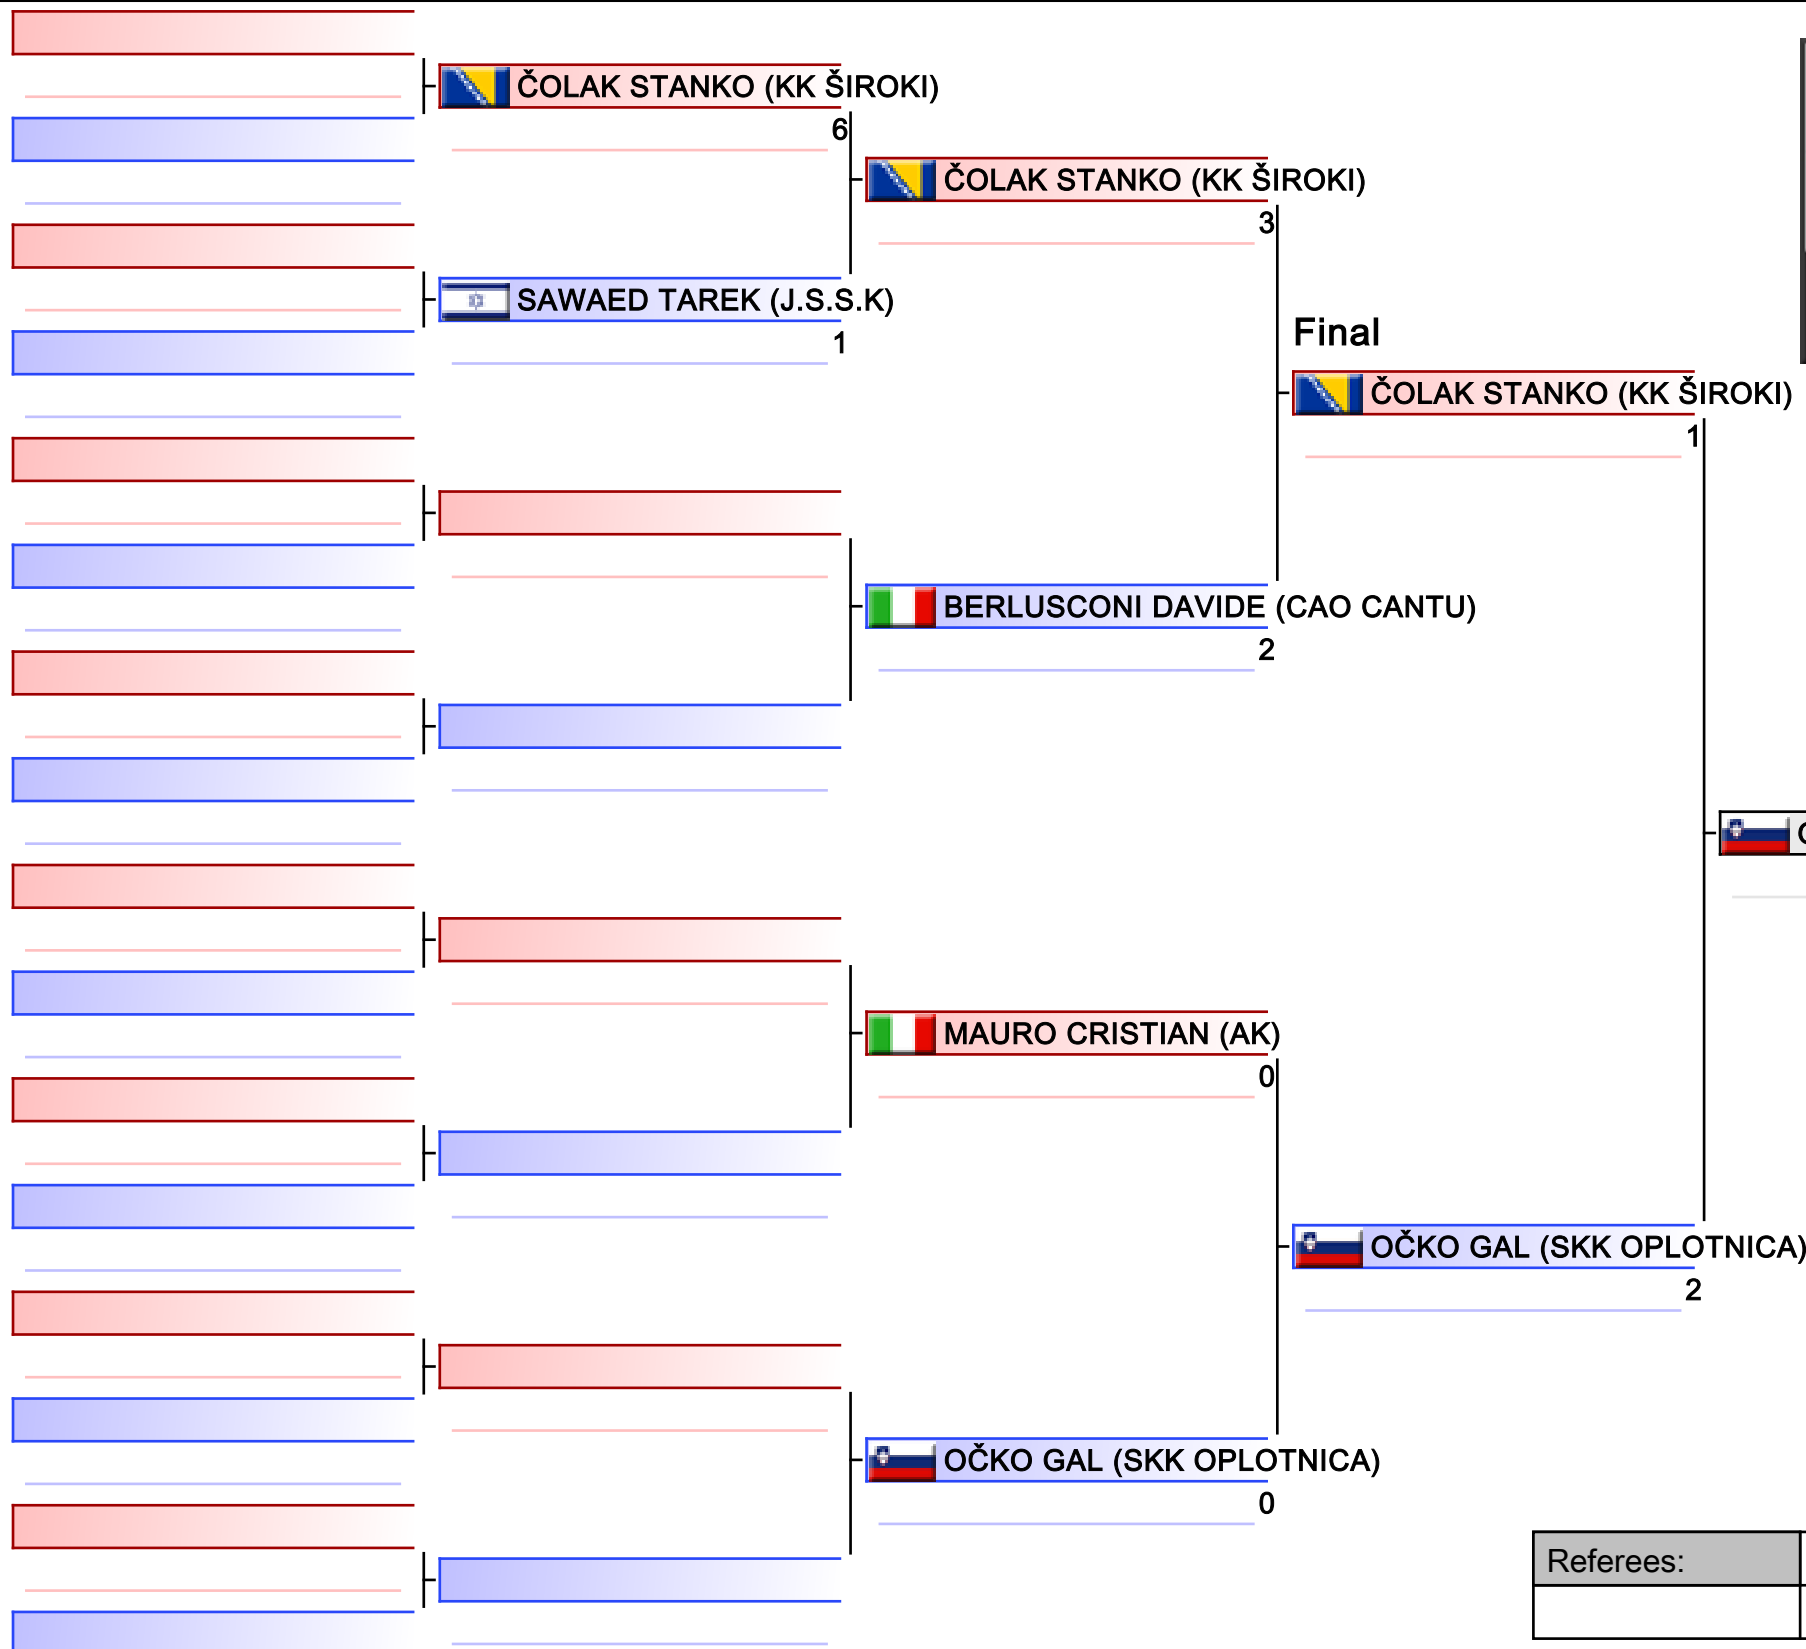 ČOLAK STANKO (KK ŠIROKI)
6
SAWAED TAREK (J.S.S.K)
1
ČOLAK STANKO (KK ŠIROKI)
3
BERLUSCONI DAVIDE (CAO CANTU)
2
MAURO CRISTIAN (AK)
0
OČKO GAL (SKK OPLOTNICA)
0
Final
ČOLAK STANKO (KK ŠIROKI)
1
OČKO GAL (SKK OPLOTNICA)
2
Referees: